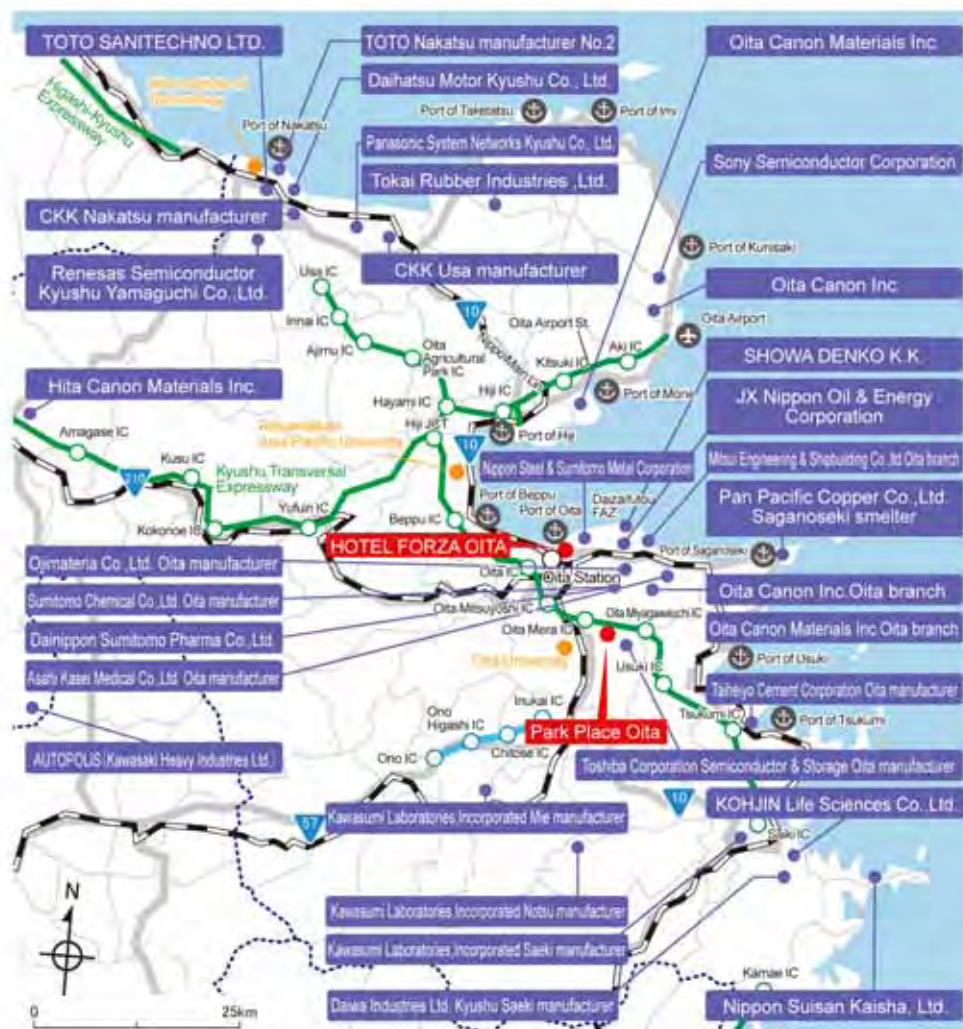 TOTO SANITECHNO LTD.
TOTO Nakatsu manufacturer No.2
Oita Canon Materials Inc
Daihatsu Motor Kyushu Co., Ltd.
Higashi-Kyushu
Expressway
Port of Nakatsu
Port of Taketatsu
Port of Imi
Panasonic System Networks Kyushu Co., Ltd.
Tokai Rubber Industries ,Ltd.
Sony Semiconductor Corporation
CKK Nakatsu manufacturer
Renesas Semiconductor
Kyushu Yamaguchi Co.,Ltd.
CKK Usa manufacturer
Port of Kunisaki
Oita Canon Inc
Usa IC
Innai IC
Ajimu IC
Oita
Agricultural
Park IC
10
Oita Airport St.
Nippo Main Line
Kitsuki IC
Aki IC
Oita Airport
SHOWA DENKO K.K
Hita Canon Materials Inc.
Hayami IC
Hiji IC
Port of Morie
JX Nippon Oil & Energy
Corporation
Amagase IC
Hiji JCT
Port of Hiji
Asia Pacific University
10
Nippon Steel & Sumitomo Metal Corporation
Mitsui Engineering & Shipbuilding Co.,ltd Oita branch
Kusu IC
210
Kyushu Transversal
Expressway
Port of Beppu
Port of Oita
Daizaifutou
FAZ
Pan Pacific Copper Co.,Ltd.
Saganoseki smelter
Kokonoe IC
Yufuin IC
Beppu IC
HOTEL FORZA OITA
Port of Saganoseki
Ojimateria Co.,Ltd. Oita manufacturer
Oita IC
Oita Station
Oita Canon Inc.Oita branch
Sumitomo Chemical Co.,Ltd. Oita manufacturer
Oita Mitsuyoshi IC
Oita Miyagawuchi IC
Oita Canon Materials Inc Oita branch
Dainippon Sumitomo Pharma Co.,Ltd.
Oita Mera IC
Oita University
Usuki IC
Port of Usuki
Asahi Kasei Medical Co.,Ltd. Oita manufacturer
Taiheiyo Cement Corporation Oita manufacturer
Inukai IC
Ono
Higashi IC
Tsukumi IC
Port of Tsukumi
Park Place Oita
AUTOPOLIS (Kawasaki Heavy Industries Ltd.)
Ono IC
Chitose IC
Toshiba Corporation Semiconductor & Storage Oita manufacturer
57
Kawasumi Laboratories Incorporated Mie manufacturer
10
KOHJIN Life Sciences Co.,Ltd.
Saiki IC
Kawasumi Laboratories Incorporated Notsu manufacturer
Kawasumi Laboratories, Incorporated Saeki manufacturer
N
Kamae IC
Daiwa Industries Ltd. Kyushu Saeki manufacturer
Nippon Suisan Kaisha, Ltd.
0
25km